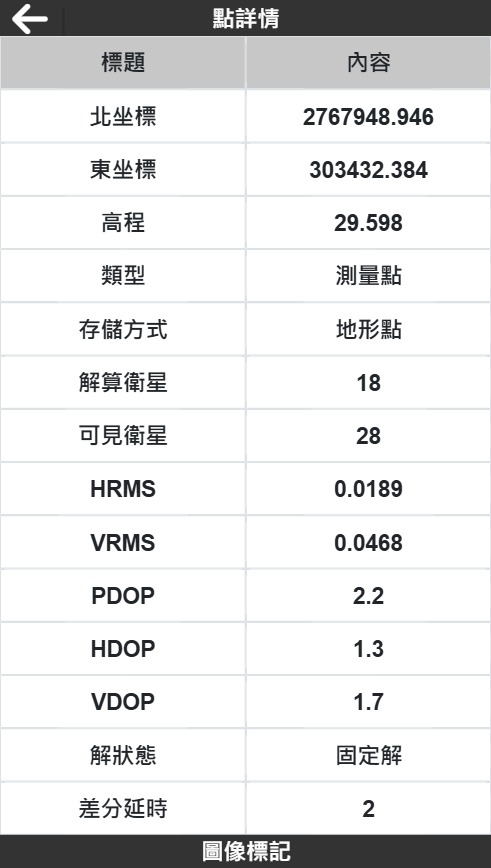 點詳情
標題 內容
北坐標 2767948.946
東坐標 303432.384
高程 29.598
類型 測量點
存儲方式 地形點
解算衛星 18
可見衛星 28
HRMS 0.0189
VRMS 0.0468
PDOP 2.2
HDOP 1.3
VDOP 1.7
解狀態 固定解
差分延時 2
圖像標記